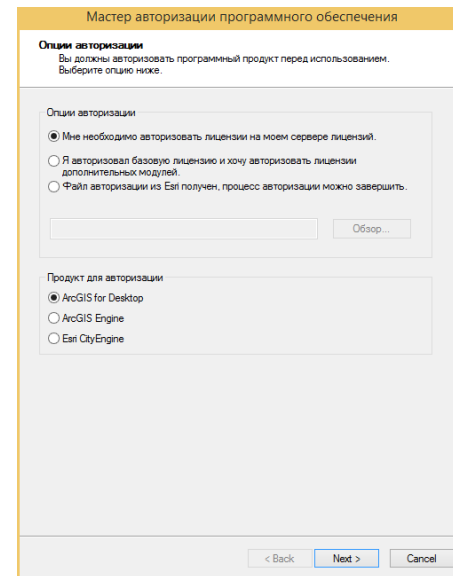 Мастер авторизации программного обеспечения
Опции авторизации
Вы должны авторизовать программный продукт перед использованием.
Выберите опцию ниже.
Опции авторизации
Мне необходимо авторизовать лицензии на моем сервере лицензий.
Я авторизовал базовую лицензию и хочу авторизовать лицензии
дополнительных модулей.
Файл авторизации из Esri получен, процесс авторизации можно завершить.
Обзор...
Продукт для авторизации
ArcGIS for Desktop
ArcGIS Engine
Esri CityEngine
< Back Next > Cancel